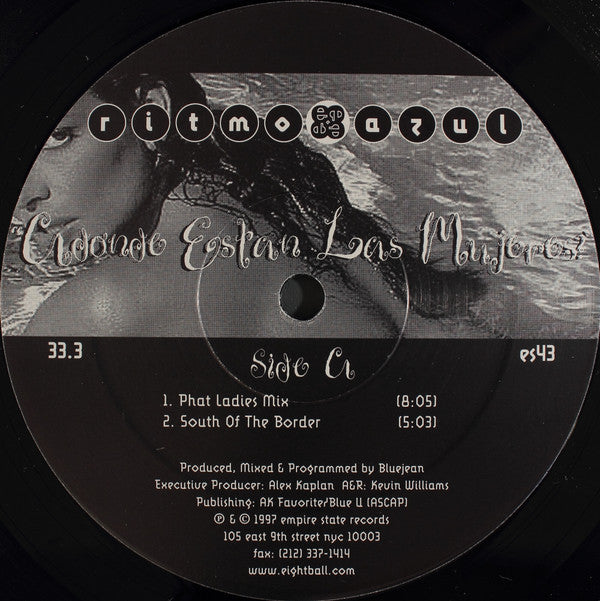 ritmo azul
Adonde Estan Las Mujeres?
33.3
Side A
es43
1. Phat Ladies Mix (8:05)
2. South Of The Border (5:03)
Produced, Mixed & Programmed by Bluejean
Executive Producer: Alex Kaplan A&R: Kevin Williams
Publishing: AK Favorite/Blue U (ASCAP)
℗ & © 1997 empire state records
105 east 9th street nyc 10003
fax: (212) 337-1414
www.eightball.com